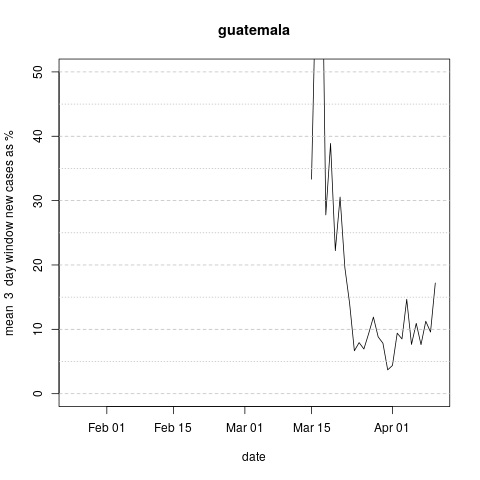 guatemala
mean 3 day window new cases as %
50
40
30
20
10
0
Feb 01
Feb 15
Mar 01
Mar 15
Apr 01
date